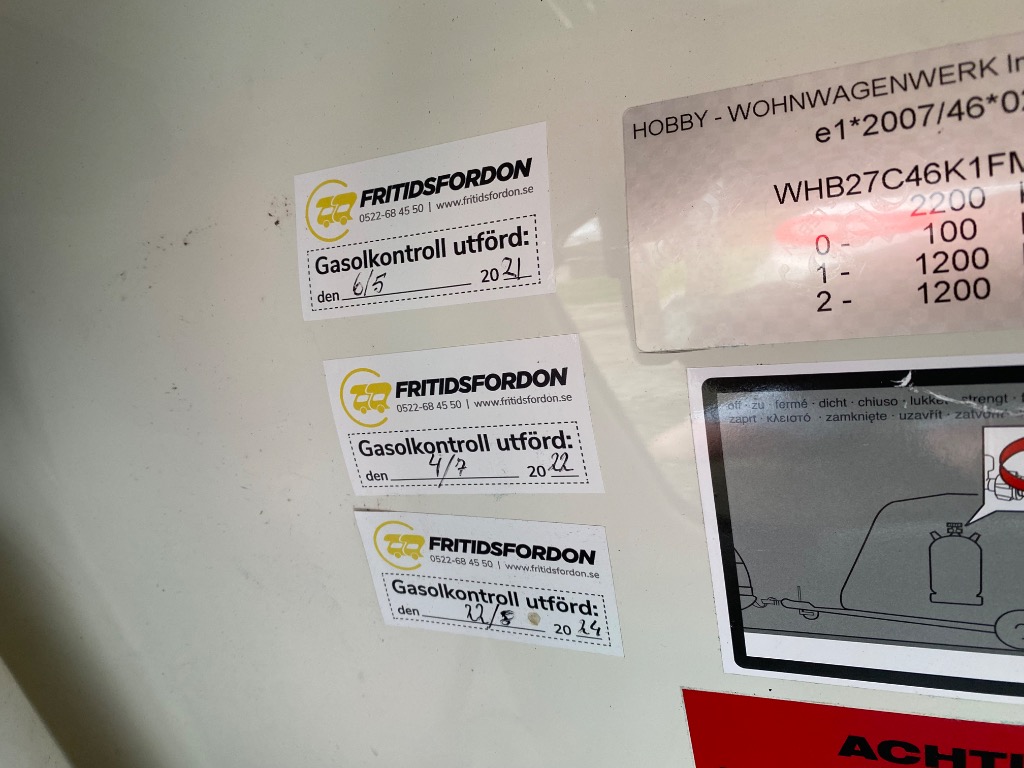 FRITIDSFORDON
0522-68 45 50 | www.fritidsfordon.se
Gasolkontroll utförd:
den 6/5 2021
FRITIDSFORDON
0522-68 45 50 | www.fritidsfordon.se
Gasolkontroll utförd:
den 4/7 2022
FRITIDSFORDON
0522-68 45 50 | www.fritidsfordon.se
Gasolkontroll utförd:
den 22/8 2024
HOBBY - WOHNWAGENWERK In
e1*2007/46*02
WHB27C46K1FM
2200
0 - 100
1 - 1200
2 - 1200
off · zu · fermé · dicht · chiuso · lukket · strengt ·
zaprt · κλειστό · zamknięte · uzavřít ·
ACHT